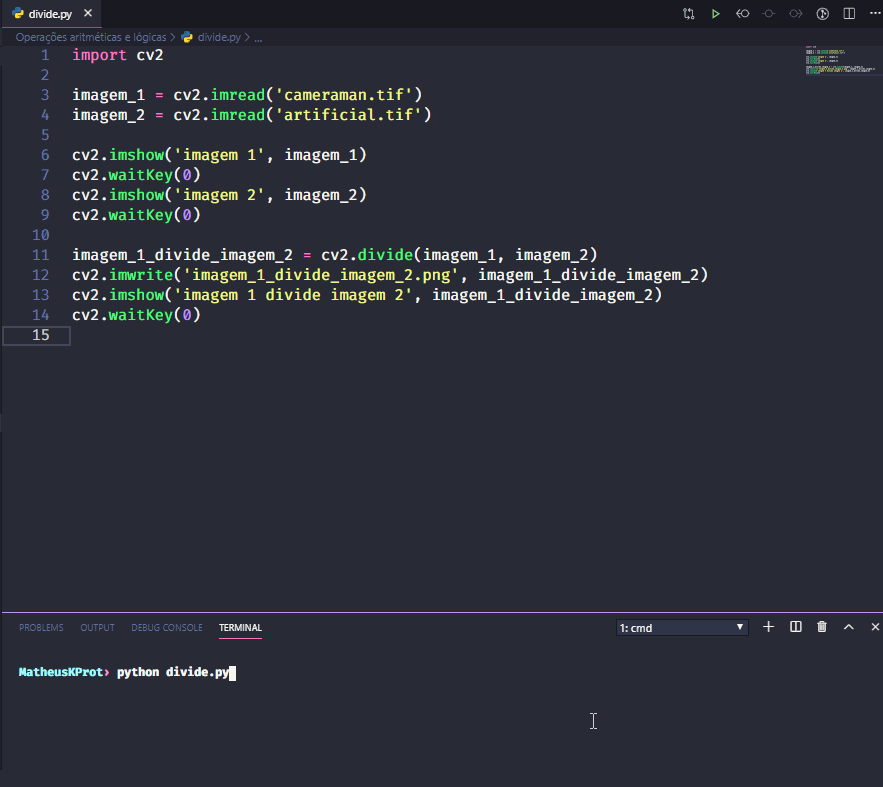 divide.py
Operações aritméticas e lógicas > divide.py > ...
1 import cv2
2
3 imagem_1 = cv2.imread('cameraman.tif')
4 imagem_2 = cv2.imread('artificial.tif')
5
6 cv2.imshow('imagem 1', imagem_1)
7 cv2.waitKey(0)
8 cv2.imshow('imagem 2', imagem_2)
9 cv2.waitKey(0)
10
11 imagem_1_divide_imagem_2 = cv2.divide(imagem_1, imagem_2)
12 cv2.imwrite('imagem_1_divide_imagem_2.png', imagem_1_divide_imagem_2)
13 cv2.imshow('imagem 1 divide imagem 2', imagem_1_divide_imagem_2)
14 cv2.waitKey(0)
15
PROBLEMS OUTPUT DEBUG CONSOLE TERMINAL 1: cmd
MatheusKProt> python divide.py